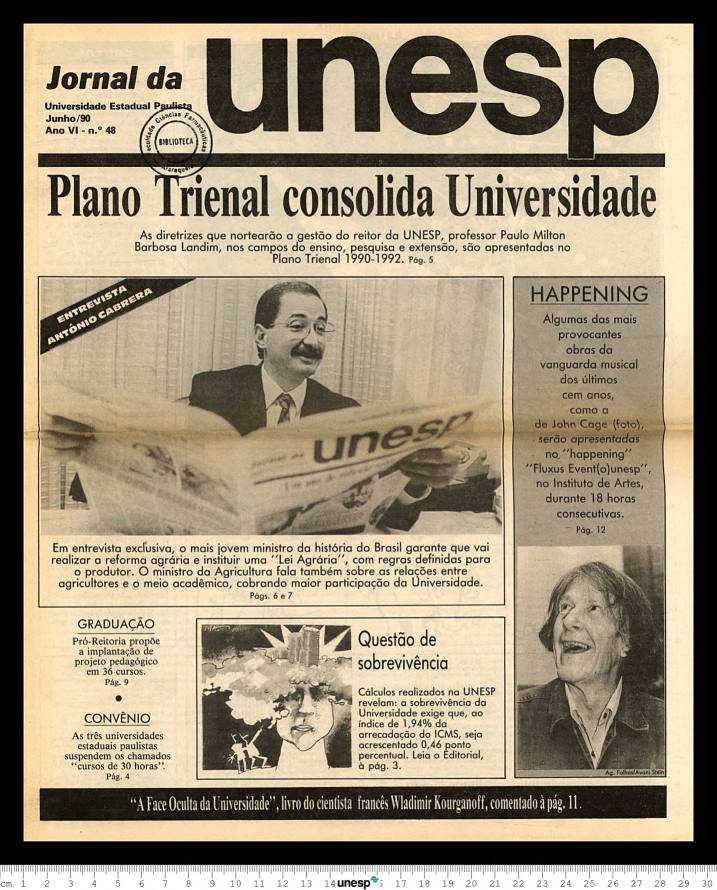 Jornal da
unesp
Universidade Estadual Paulista
Junho/90
Ano VI - n.º 48
Faculdade Ciências Farmacêuticas
BIBLIOTECA
Araraquara
Plano Trienal consolida Universidade
As diretrizes que nortearão a gestão do reitor da UNESP, professor Paulo Milton
Barbosa Landim, nos campos do ensino, pesquisa e extensão, são apresentadas no
Plano Trienal 1990-1992. Pág. 5
ENTREVISTA
ANTÔNIO CABRERA
unesp
Em entrevista exclusiva, o mais jovem ministro da história do Brasil garante que vai
realizar a reforma agrária e instituir uma "Lei Agrária", com regras definidas para
o produtor. O ministro da Agricultura fala também sobre as relações entre
agricultores e o meio acadêmico, cobrando maior participação da Universidade.
Págs. 6 e 7
HAPPENING
Algumas das mais
provocantes
obras da
vanguarda musical
dos últimos
cem anos,
como a
de John Cage (foto),
serão apresentadas
no "happening"
"Fluxus Event(o)unesp",
no Instituto de Artes,
durante 18 horas
consecutivas.
Pág. 12
Ag. Folhas/Avani Stein
GRADUAÇÃO
Pró-Reitoria propõe
a implantação de
projeto pedagógico
em 36 cursos.
Pág. 9
CONVÊNIO
As três universidades
estaduais paulistas
suspendem os chamados
"cursos de 30 horas".
Pág. 4
Questão de
sobrevivência
Cálculos realizados na UNESP
revelam: a sobrevivência da
Universidade exige que, ao
índice de 1,94% da
arrecadação do ICMS, seja
acrescentado 0,46 ponto
percentual. Leia o Editorial,
à pág. 3.
"A Face Oculta da Universidade", livro do cientista francês Wladimir Kourganoff, comentado à pág. 11.
cm 1 2 3 4 5 6 7 8 9 10 11 12 13 14 unesp 17 18 19 20 21 22 23 24 25 26 27 28 29 30